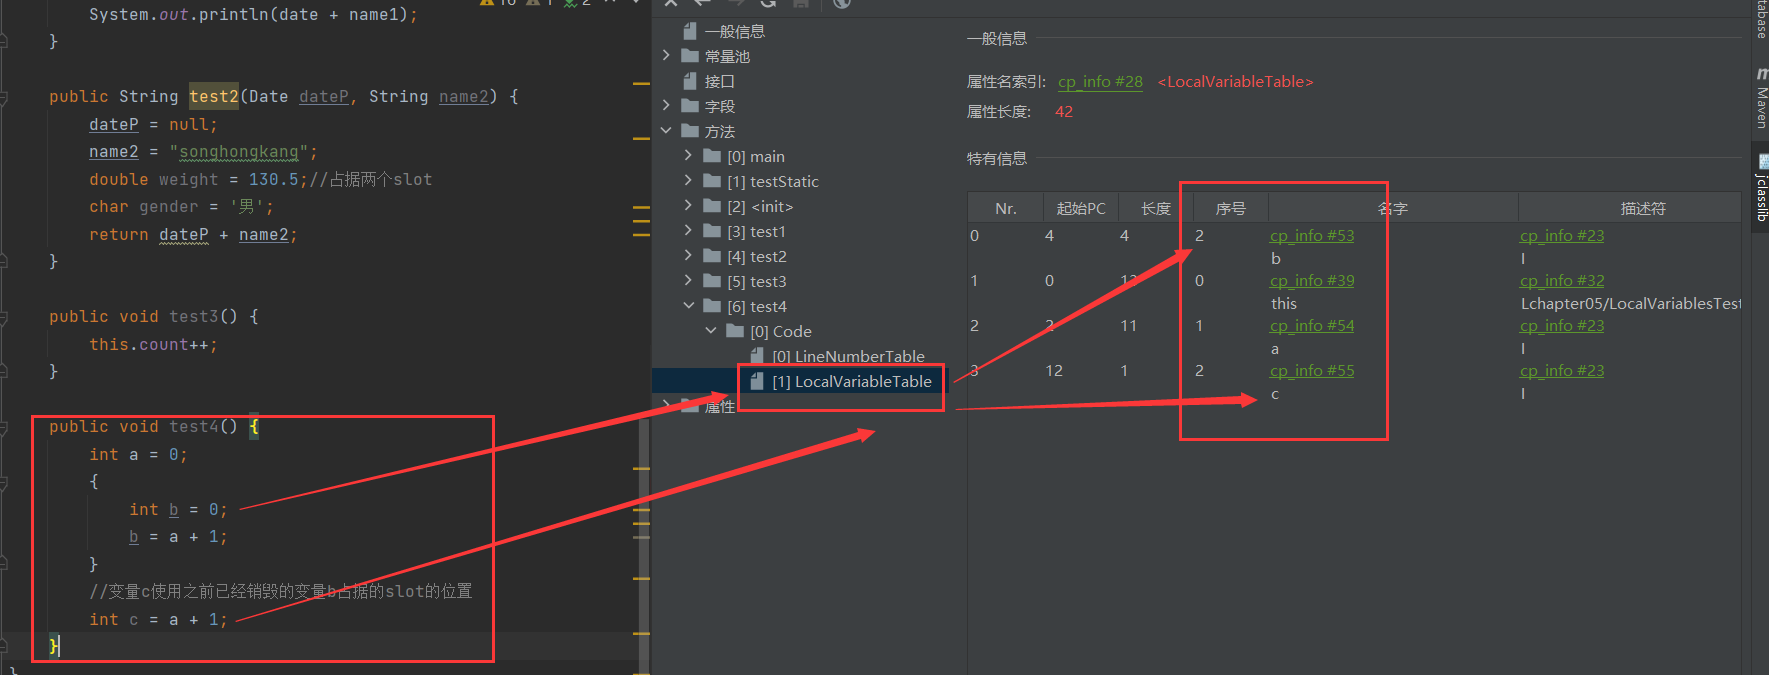 System.out.println(date + name1);
}
public String test2(Date dateP, String name2) {
dateP = null;
name2 = "songhongkang";
double weight = 130.5;//占据两个slot
char gender = '男';
return dateP + name2;
}
public void test3() {
this.count++;
}
public void test4() {
int a = 0;
{
int b = 0;
b = a + 1;
}
//变量c使用之前已经销毁的变量b占据的slot的位置
int c = a + 1;
}
}
一般信息
常量池
接口
字段
方法
[0] main
[1] testStatic
[2] <init>
[3] test1
[4] test2
[5] test3
[6] test4
[0] Code
[0] LineNumberTable
[1] LocalVariableTable
属性
一般信息
属性名索引: cp_info #28 <LocalVariableTable>
属性长度: 42
特有信息
Nr. 起始PC 长度 序号 名字 描述符
0 4 4 2 cp_info #53 cp_info #23
b I
1 0 0 cp_info #39 cp_info #32
this Lchapter05/LocalVariablesTest
2 2 11 1 cp_info #54 cp_info #23
a I
3 12 1 2 cp_info #55 cp_info #23
c I
Maven
jclasslib